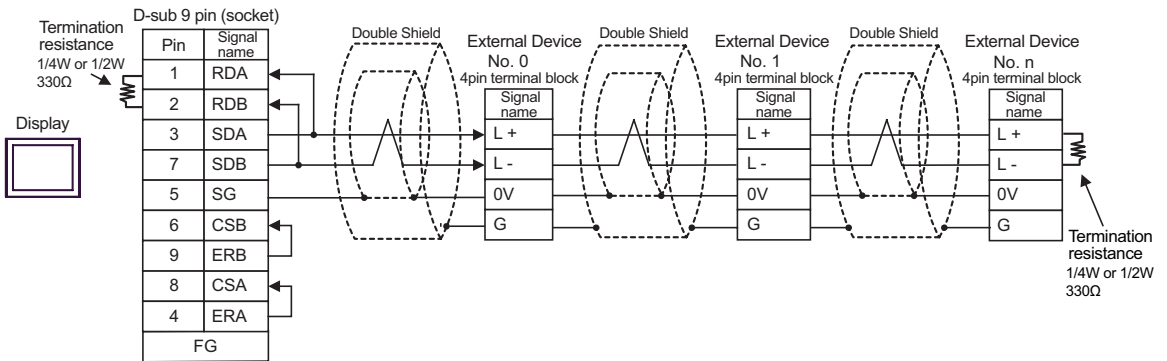 D-sub 9 pin (socket)
Termination
resistance
1/4W or 1/2W
330Ω
Display
Pin Signal name
1 RDA
2 RDB
3 SDA
7 SDB
5 SG
6 CSB
9 ERB
8 CSA
4 ERA
FG
Double Shield
External Device
No. 0
4pin terminal block
Signal
name
L +
L -
0V
G
Double Shield
External Device
No. 1
4pin terminal block
Signal
name
L +
L -
0V
G
Double Shield
External Device
No. n
4pin terminal block
Signal
name
L +
L -
0V
G
Termination
resistance
1/4W or 1/2W
330Ω